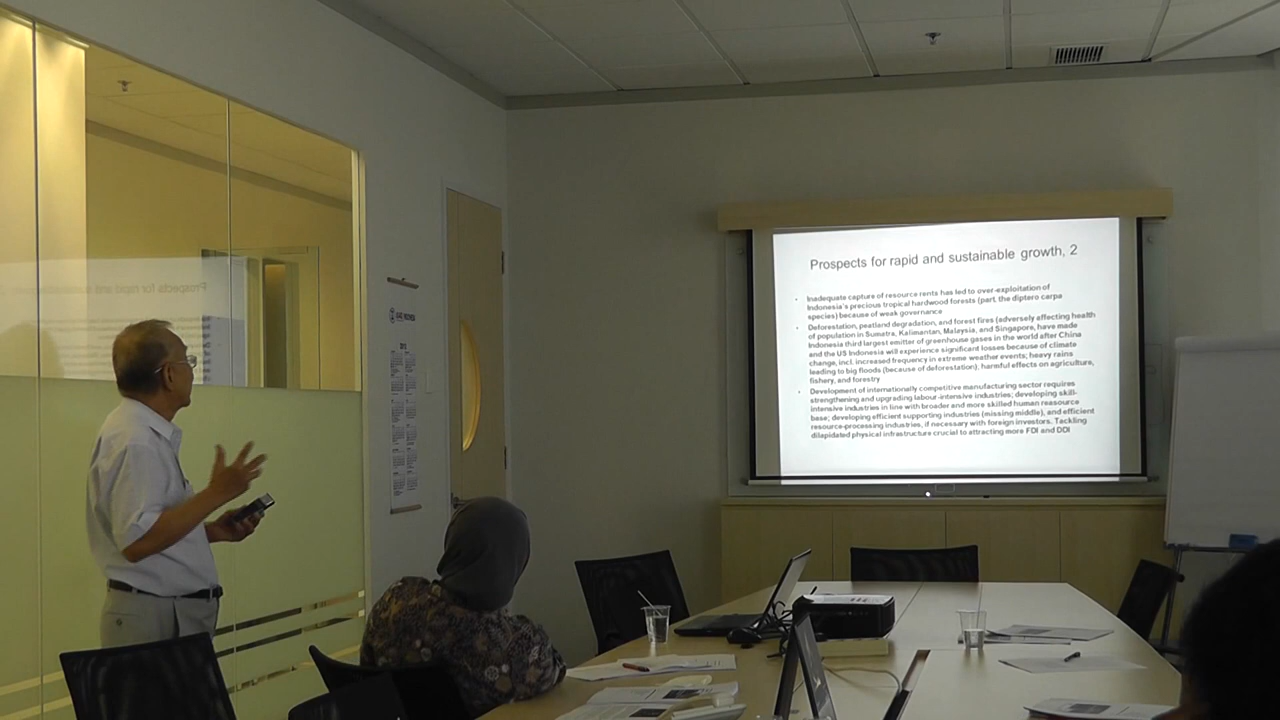 Prospects for rapid and sustainable growth, 2
Inadequate capture of resource rents has led to over-exploitation of
Indonesia's precious tropical hardwood forests (part, the diptero carpa
species) because of weak governance
Deforestation, peatland degradation, and forest fires (adversely affecting health
of population in Sumatra, Kalimantan, Malaysia, and Singapore, have made
Indonesia third largest emitter of greenhouse gases in the world after China
and the US Indonesia will experience significant losses because of climate
change, incl. increased frequency in extreme weather events; heavy rains
leading to big floods (because of deforestation), harmful effects on agriculture,
fishery, and forestry
Development of internationally competitive manufacturing sector requires
strengthening and upgrading labour-intensive industries; developing skill-
intensive industries in line with broader and more skilled human reasource
base; developing efficient supporting industries (missing middle), and efficient
resource-processing industries, if necessary with foreign investors. Tackling
dilapidated physical infrastructure crucial to attracting more FDI and DDI